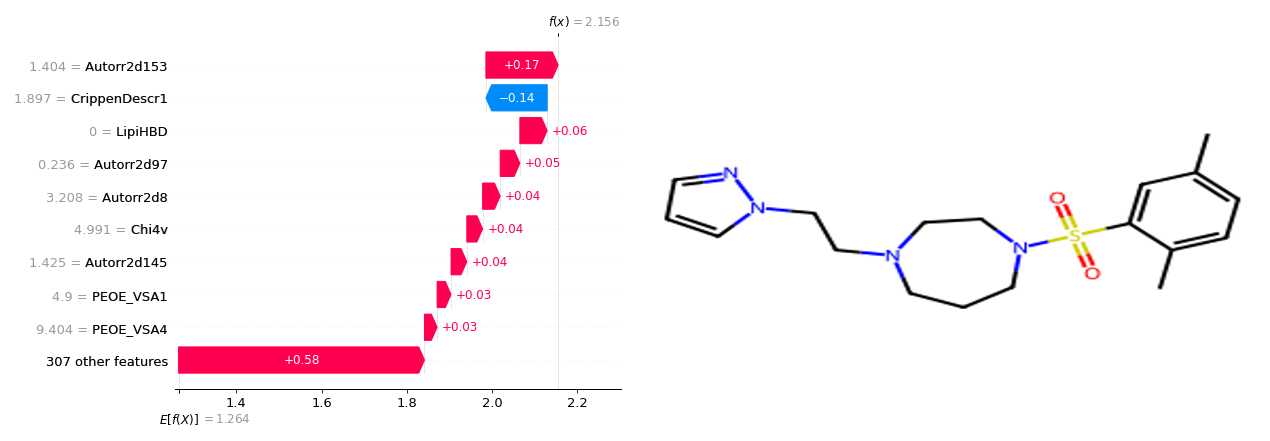 f(x) = 2.156
1.404 = Autorr2d153
+0.17
1.897 = CrippenDescr1
−0.14
0 = LipiHBD
+0.06
0.236 = Autorr2d97
+0.05
3.208 = Autorr2d8
+0.04
4.991 = Chi4v
+0.04
1.425 = Autorr2d145
+0.04
4.9 = PEOE_VSA1
+0.03
9.404 = PEOE_VSA4
+0.03
307 other features
+0.58
1.4 1.6 1.8 2.0 2.2
E[f(X)] = 1.264
N
N
N
N
O
S
O